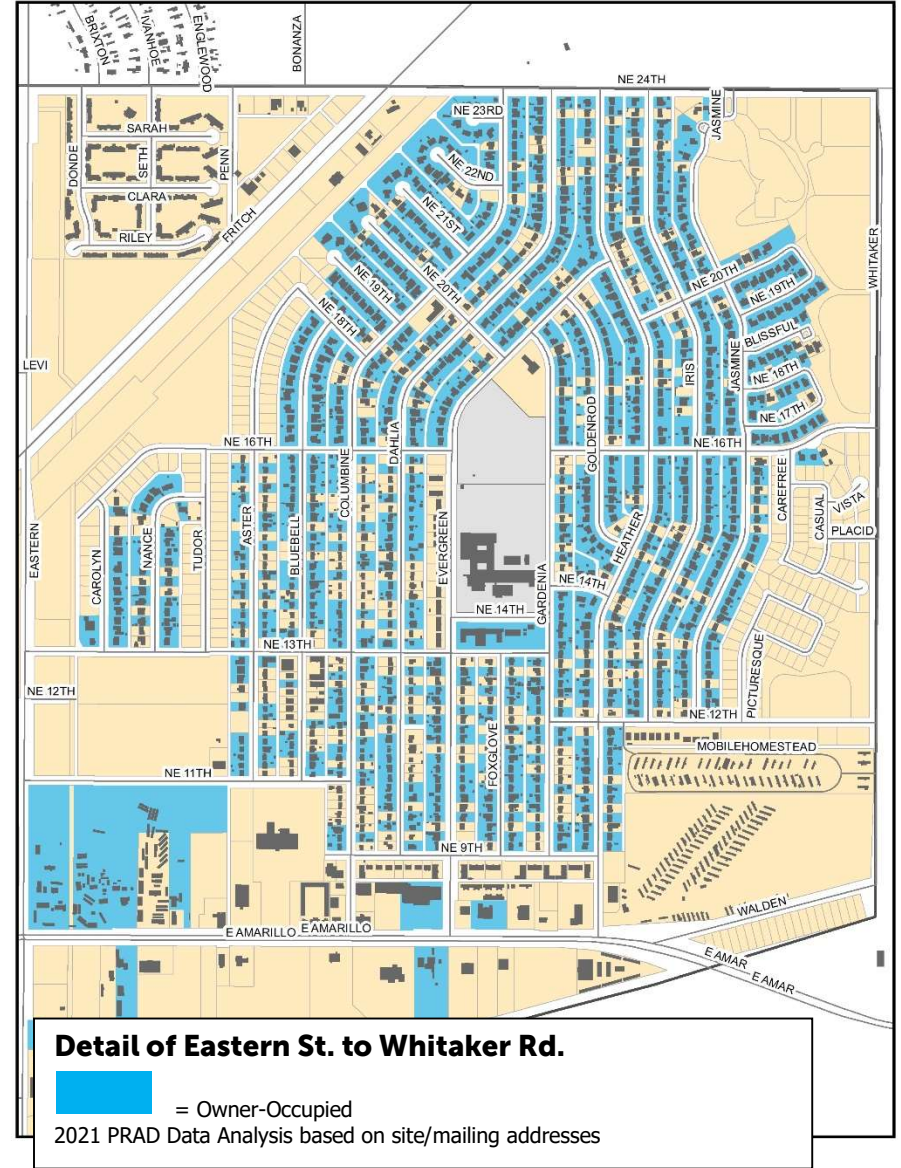 BRIXTON
IVANHOE
ENGLEWOOD
BONANZA
NE 24TH
NE 23RD
JASMINE
SARAH
DONDE
SETH
PENN
NE 22ND
CLARA
NE 21ST
RILEY
FRITCH
WHITAKER
NE 20TH
NE 20TH
NE 19TH
NE 19TH
NE 18TH
BLISSFUL
LEVI
IRIS
JASMINE
NE 18TH
NE 17TH
NE 16TH
DAHLIA
GOLDENROD
NE 16TH
COLUMBINE
CAREFREE
CASUAL
VISTA
PLACID
ASTER
BLUEBELL
EVERGREEN
HEATHER
EASTERN
CAROLYN
NANCE
TUDOR
NE 14TH
NE 14TH
GARDENIA
NE 13TH
PICTURESQUE
NE 12TH
NE 12TH
FOXGLOVE
MOBILEHOMESTEAD
NE 11TH
NE 9TH
WALDEN
E AMARILLO
E AMARILLO
E AMAR
E AMAR
Detail of Eastern St. to Whitaker Rd.
= Owner-Occupied
2021 PRAD Data Analysis based on site/mailing addresses